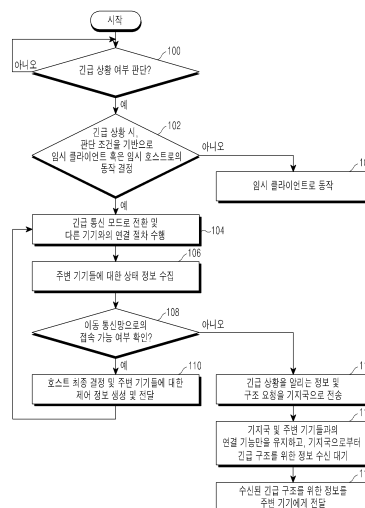 시작
100
긴급 상황 여부 판단?
아니오
예
102
긴급 상황 시,
판단 조건을 기반으로
임시 클라이언트 혹은 임시 호스트로의
동작 결정
아니오
임시 클라이언트로 동작
예
긴급 통신 모드로 전환 및
다른 기기와의 연결 절차 수행
104
106
주변 기기들에 대한 상태 정보 수집
108
이동 통신망으로의
접속 가능 여부 확인?
아니오
예
110
호스트 최종 결정 및 주변 기기들에 대한
제어 정보 생성 및 전달
긴급 상황을 알리는 정보 및
구조 요청을 기지국으로 전송
기지국 및 주변 기기들과의
연결 기능만을 유지하고, 기지국으로부터
긴급 구조를 위한 정보 수신 대기
수신된 긴급 구조를 위한 정보를
주변 기기에게 전달